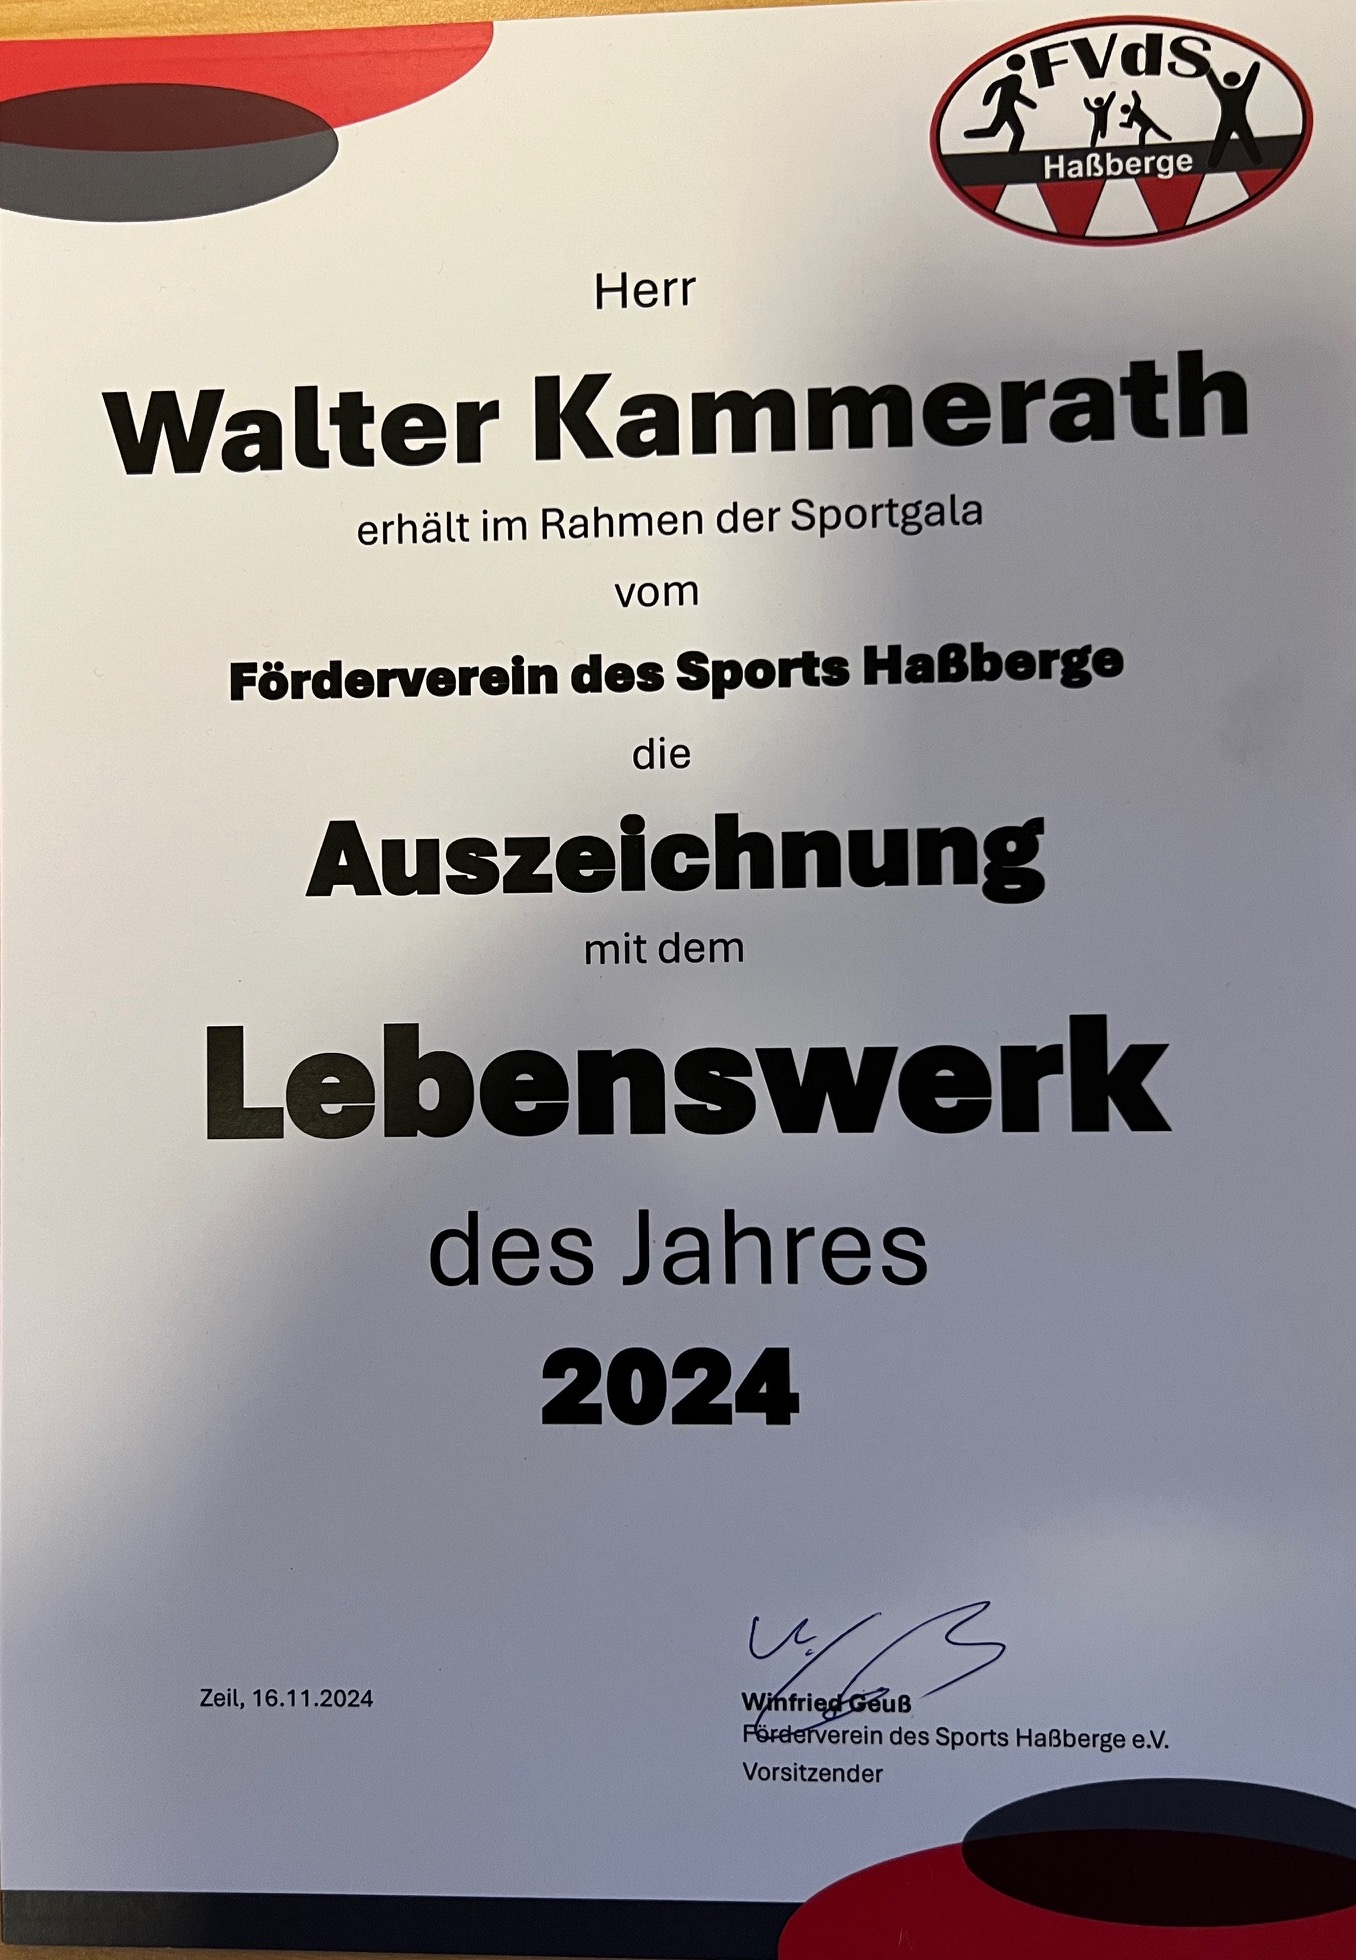 FVdS
Haßberge
Herr
Walter Kammerath
erhält im Rahmen der Sportgala
vom
Förderverein des Sports Haßberge
die
Auszeichnung
mit dem
Lebenswerk
des Jahres
2024
Zeil, 16.11.2024
Winfried Geuß
Förderverein des Sports Haßberge e.V.
Vorsitzender